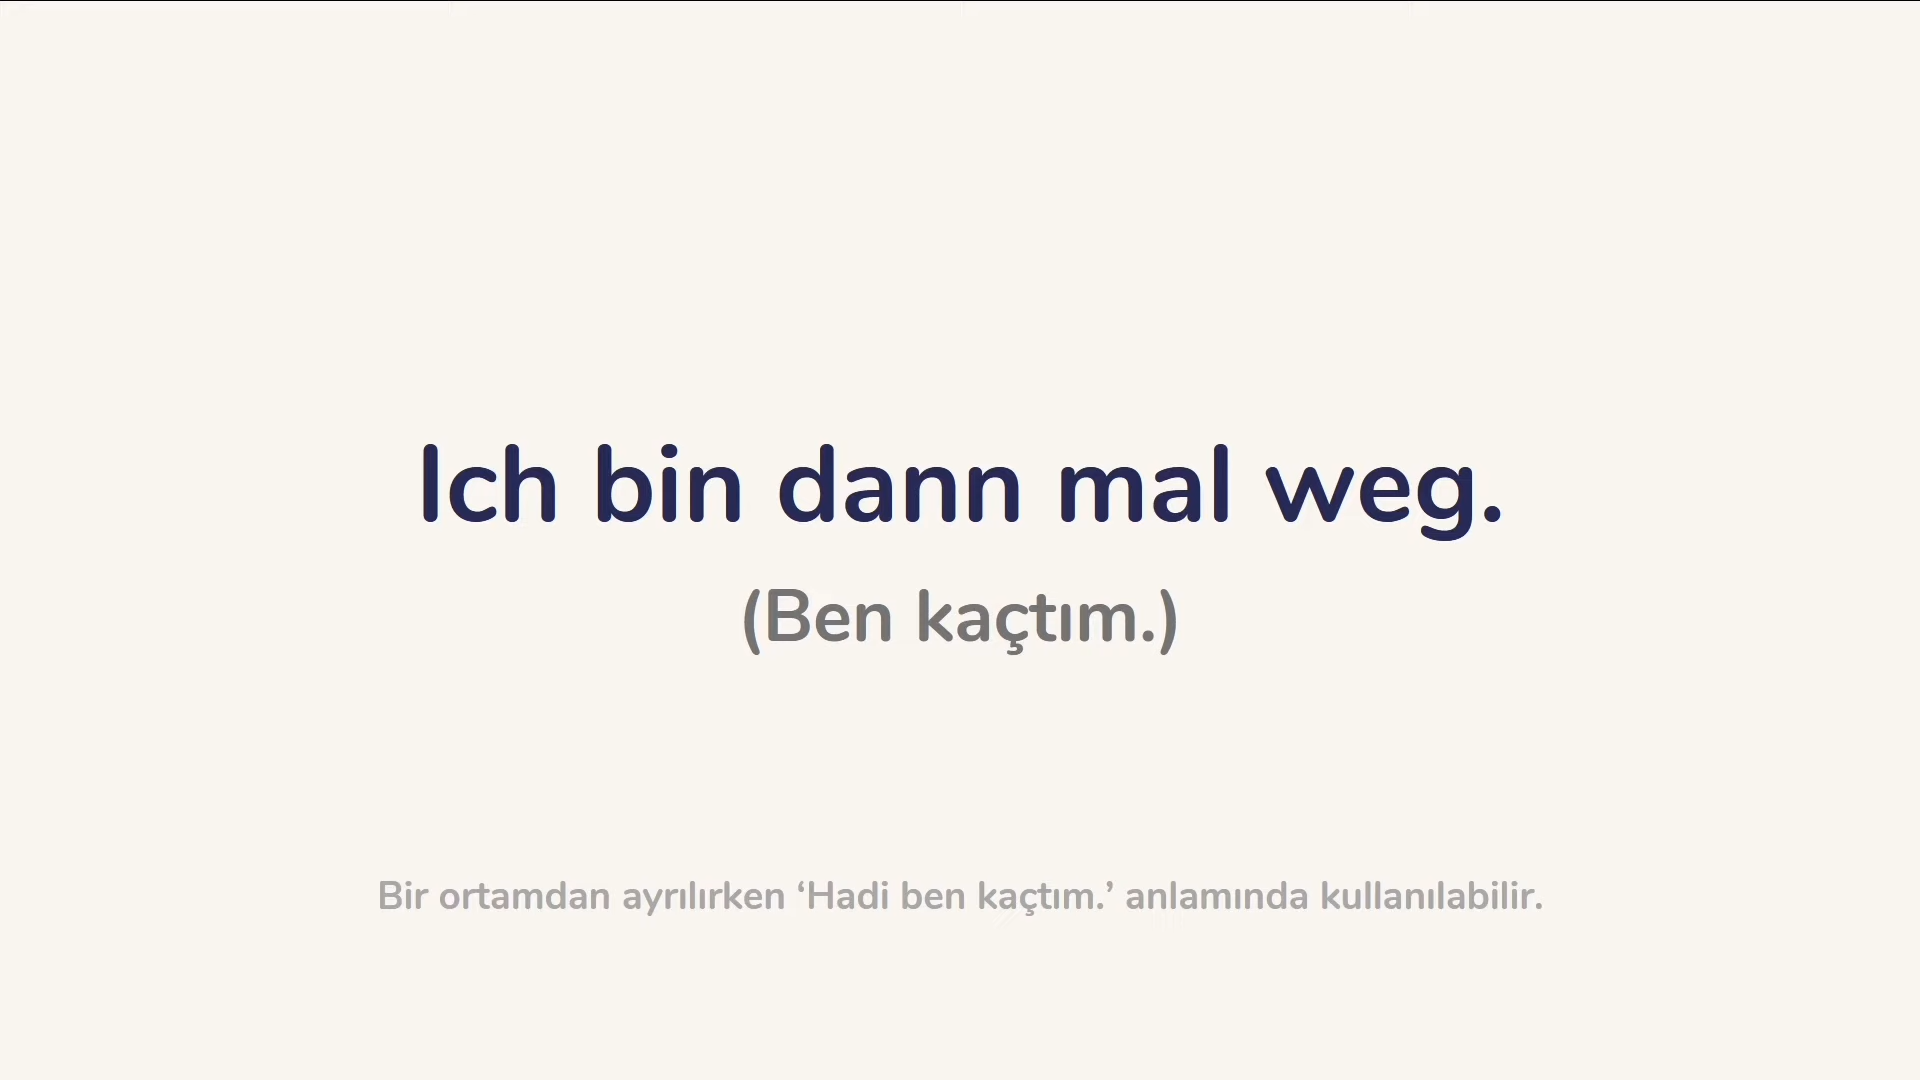 Ich bin dann mal weg.
(Ben kaçtım.)
Bir ortamdan ayrılırken ‘Hadi ben kaçtım.’ anlamında kullanılabilir.